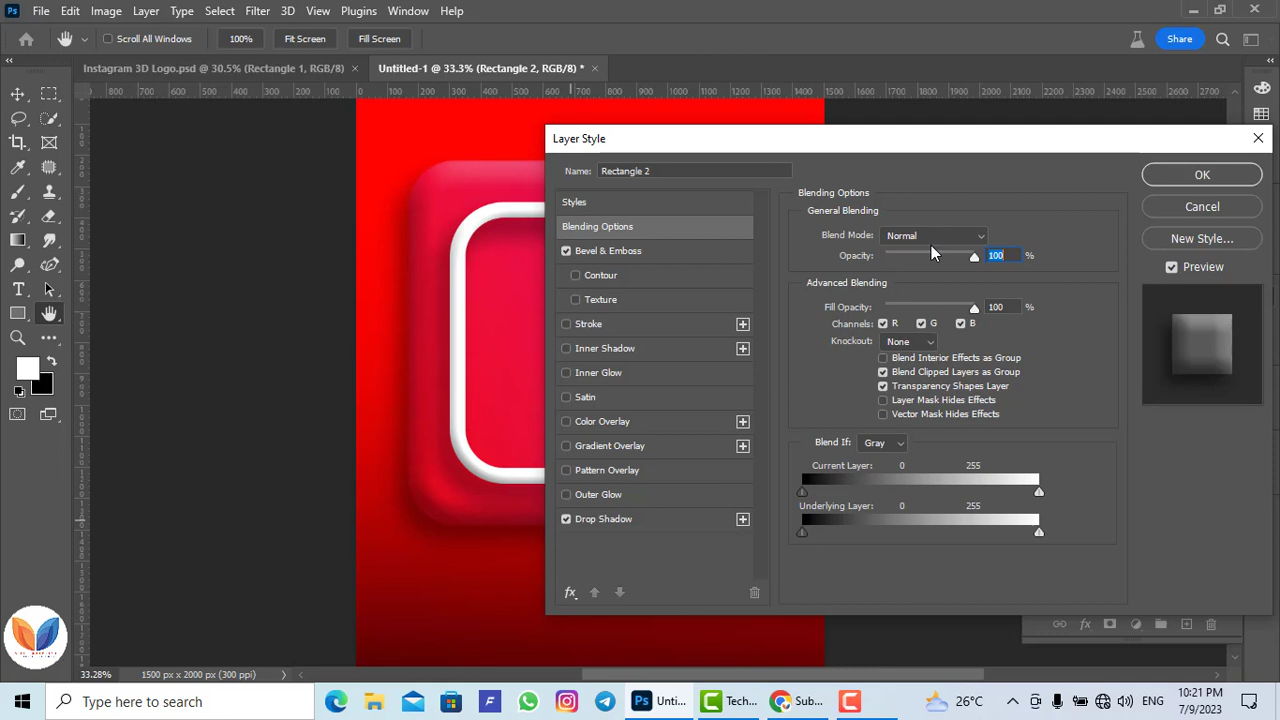 Ps File Edit Image Layer Type Select Filter 3D View Plugins Window Help
Scroll All Windows 100% Fit Screen Fill Screen Share
Instagram 3D Logo.psd @ 30.5% (Rectangle 1, RGB/8) × Untitled-1 @ 33.3% (Rectangle 2, RGB/8) * ×
800 700 600 500 400 300 200 100 0 100 200 300 400 500 600 700 800 900 1000 1100 1200 1300 1400 1500 1600 1700 1800 1900 2000 2100 2200 2300 2400 2500 2600 2700
Layer Style
Name: Rectangle 2
Styles
Blending Options
Bevel & Emboss
Contour
Texture
Stroke
Inner Shadow
Inner Glow
Satin
Color Overlay
Gradient Overlay
Pattern Overlay
Outer Glow
Drop Shadow
fx
Blending Options
General Blending
Blend Mode: Normal
Opacity: 100 %
Advanced Blending
Fill Opacity: 100 %
Channels: R G B
Knockout: None
Blend Interior Effects as Group
Blend Clipped Layers as Group
Transparency Shapes Layer
Layer Mask Hides Effects
Vector Mask Hides Effects
Blend If: Gray
Current Layer: 0 255
Underlying Layer: 0 255
OK
Cancel
New Style...
Preview
fx
33.28% 1500 px x 2000 px (300 ppi)
Type here to search
F
Ps Unti...
Tech...
Sub...
26°C
10:21 PM
7/9/2023